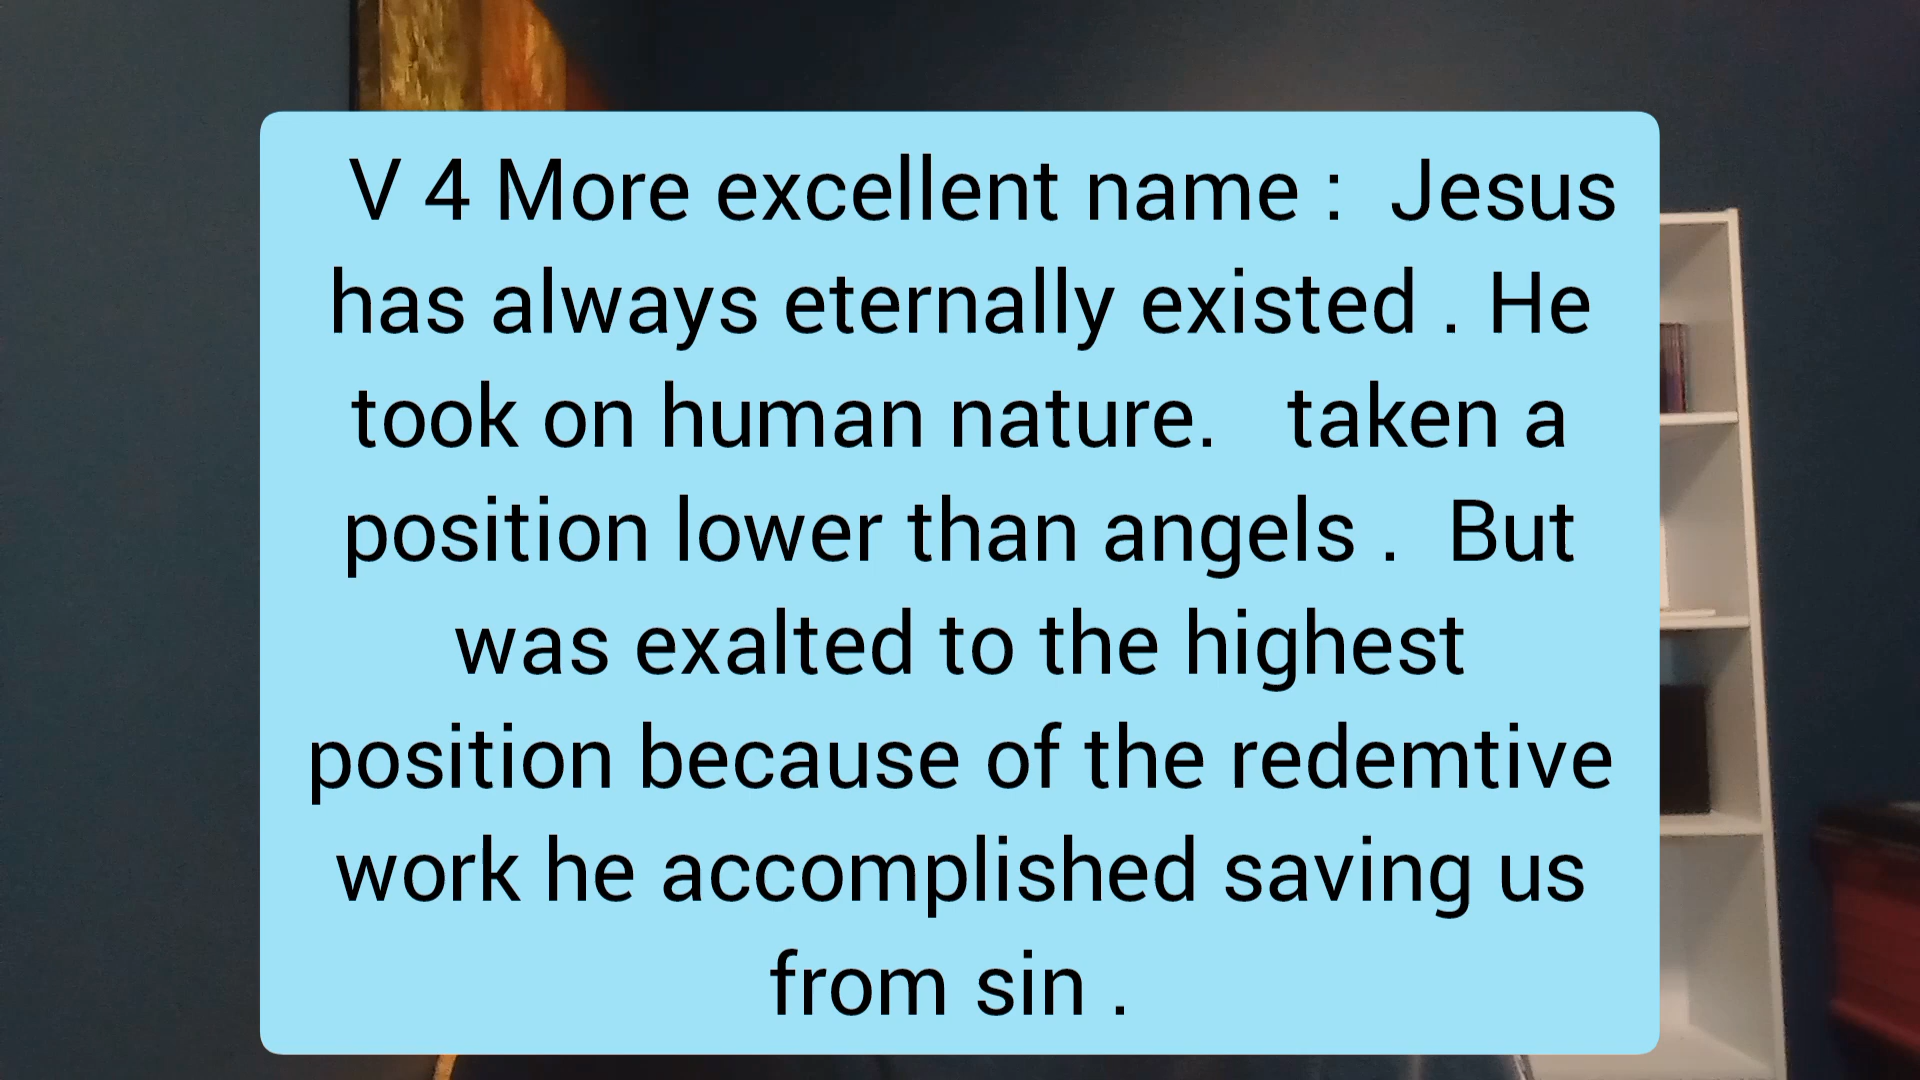 V 4 More excellent name :  Jesus
has always eternally existed . He
took on human nature.   taken a
position lower than angels .  But
was exalted to the highest
position because of the redemtive
work he accomplished saving us
from sin .